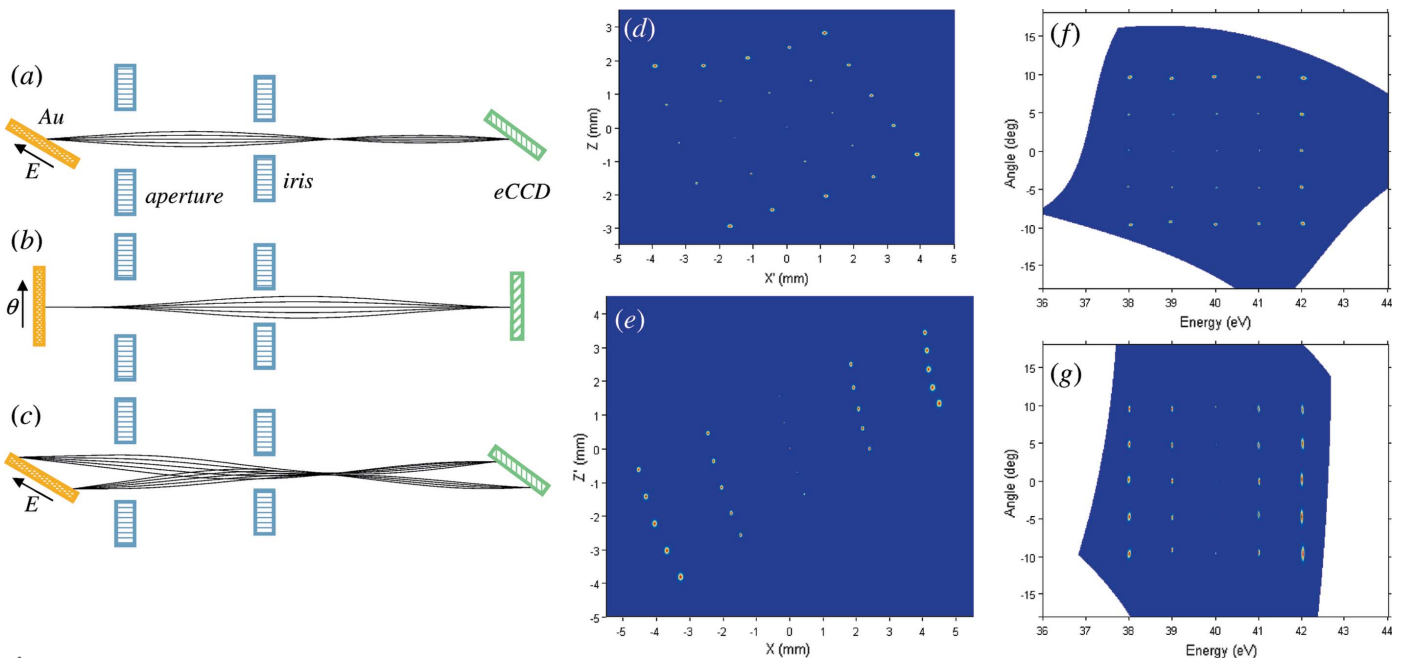 (a)
Au
E
aperture
iris
eCCD
(b)
θ
(c)
E
(d)
Z (mm)
3
2
1
0
-1
-2
-3
-5 -4 -3 -2 -1 0 1 2 3 4 5
X' (mm)
(e)
Z' (mm)
4
3
2
1
0
-1
-2
-3
-4
-5
-5 -4 -3 -2 -1 0 1 2 3 4 5
X (mm)
(f)
Angle (deg)
15
10
5
0
-5
-10
-15
36 37 38 39 40 41 42 43 44
Energy (eV)
(g)
Angle (deg)
15
10
5
0
-5
-10
-15
36 37 38 39 40 41 42 43 44
Energy (eV)